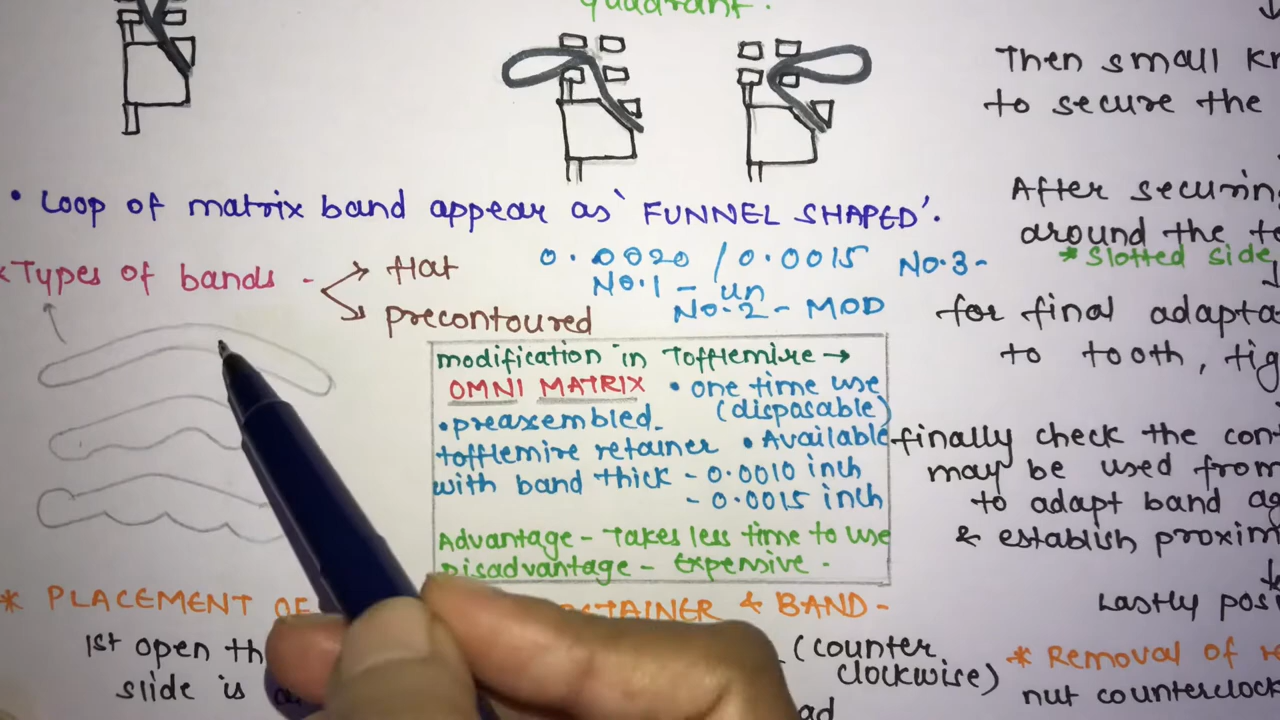 quadrant.
• Loop of matrix band appear as 'FUNNEL SHAPED'.
*Types of bands -
→ flat
→ precontoured
0.0020 / 0.0015 No.3-
No.1 - un
No.2 - MOD
modification in Tofflemire →
OMNI MATRIX • one time use
(disposable)
• preaxembled.
tofflemire retainer • Available
with band thick - 0.0010 inch
- 0.0015 inch
Advantage - Takes less time to use
Disadvantage - Expensive -
* PLACEMENT OF & BAND-
1st open th
slide is
(counter
clockwise)
Then small
to secure the
After securing
around the
*Slotted side
for final adapta
to tooth, tig
finally check the con
may be used from
to adapt band ag
& establish proxim
Lastly posi
* Removal of re
nut countercloc